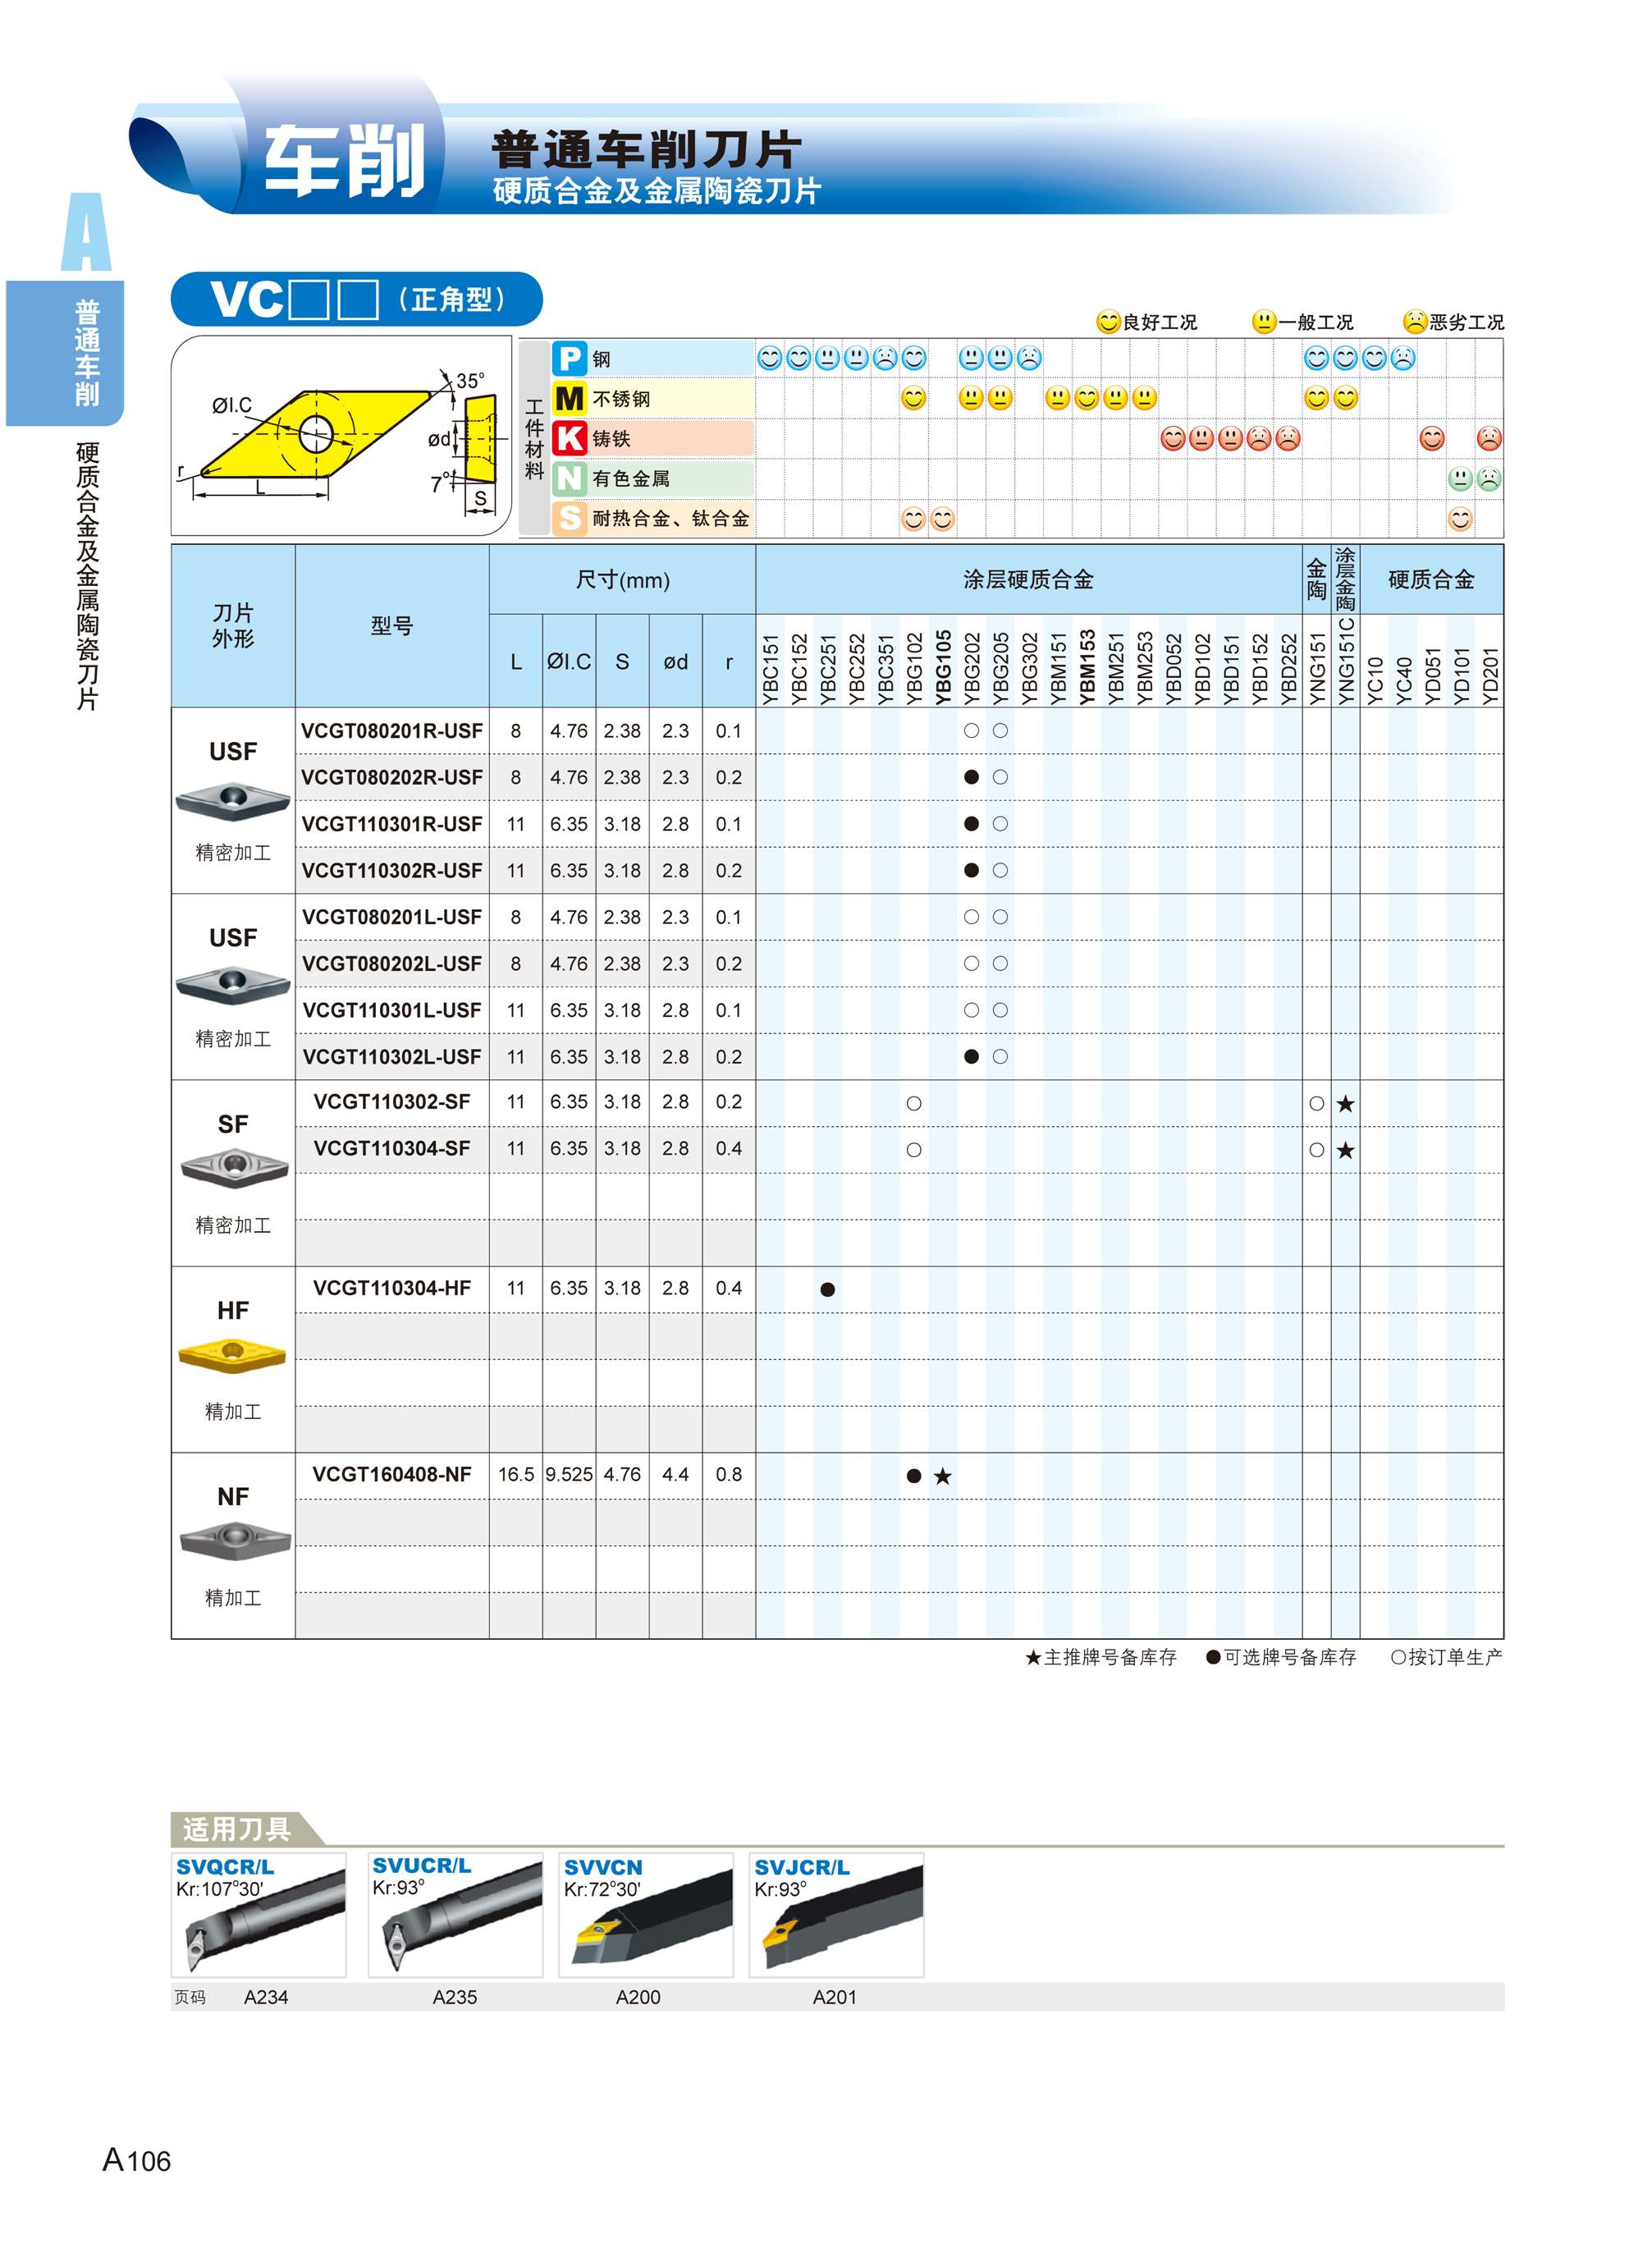 车削
普通车削刀片
硬质合金及金属陶瓷刀片
A
普通车削
硬质合金及金属陶瓷刀片
VC□□（正角型）
良好工况 一般工况 恶劣工况
35°
ØI.C
ød
r
L
7°
S
工件材料
P 钢
M 不锈钢
K 铸铁
N 有色金属
S 耐热合金、钛合金
刀片外形 型号 尺寸(mm) 涂层硬质合金 金陶 涂层金陶 硬质合金
L ØI.C S ød r YBC151 YBC152 YBC251 YBC252 YBC351 YBG102 YBG105 YBG202 YBG205 YBG302 YBM151 YBM153 YBM251 YBM253 YBD052 YBD102 YBD151 YBD152 YBD252 YNG151 YNG151C YC10 YC40 YD051 YD101 YD201
USF
精密加工
VCGT080201R-USF 8 4.76 2.38 2.3 0.1 ○ ○
VCGT080202R-USF 8 4.76 2.38 2.3 0.2 ● ○
VCGT110301R-USF 11 6.35 3.18 2.8 0.1 ● ○
VCGT110302R-USF 11 6.35 3.18 2.8 0.2 ● ○
USF
精密加工
VCGT080201L-USF 8 4.76 2.38 2.3 0.1 ○ ○
VCGT080202L-USF 8 4.76 2.38 2.3 0.2 ○ ○
VCGT110301L-USF 11 6.35 3.18 2.8 0.1 ○ ○
VCGT110302L-USF 11 6.35 3.18 2.8 0.2 ● ○
SF
精密加工
VCGT110302-SF 11 6.35 3.18 2.8 0.2 ○ ○ ★
VCGT110304-SF 11 6.35 3.18 2.8 0.4 ○ ○ ★
HF
精加工
VCGT110304-HF 11 6.35 3.18 2.8 0.4 ●
NF
精加工
VCGT160408-NF 16.5 9.525 4.76 4.4 0.8 ● ★
★主推牌号备库存 ●可选牌号备库存 ○按订单生产
适用刀具
SVQCR/L
Kr:107°30'
SVUCR/L
Kr:93°
SVVCN
Kr:72°30'
SVJCR/L
Kr:93°
页码 A234 A235 A200 A201
A106